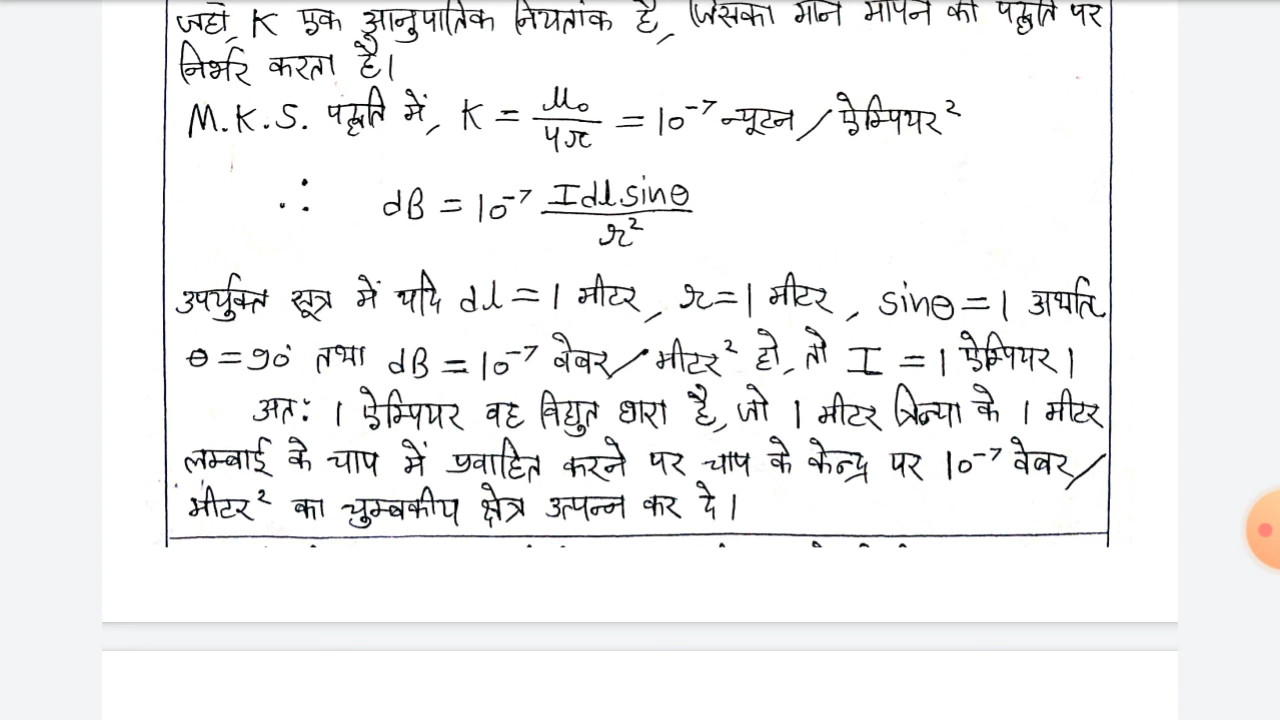 जहाँ, K एक आनुपातिक नियतांक है, जिसका मान मापन की पद्धति पर
निर्भर करता है।
M.K.S. पद्धति में, K = μ₀/4π = 10⁻⁷ न्यूटन / ऐम्पियर²
∴ dB = 10⁻⁷ Idlsinθ/r²
उपर्युक्त सूत्र में यदि dl = 1 मीटर, r = 1 मीटर, sinθ = 1 अर्थात्
θ = 90° तथा dB = 10⁻⁷ वेबर / मीटर² हो, तो I = 1 ऐम्पियर।
अतः 1 ऐम्पियर वह विद्युत धारा है, जो 1 मीटर त्रिज्या के 1 मीटर
लम्बाई के चाप में प्रवाहित करने पर चाप के केन्द्र पर 10⁻⁷ वेबर /
मीटर² का चुम्बकीय क्षेत्र उत्पन्न कर दे।